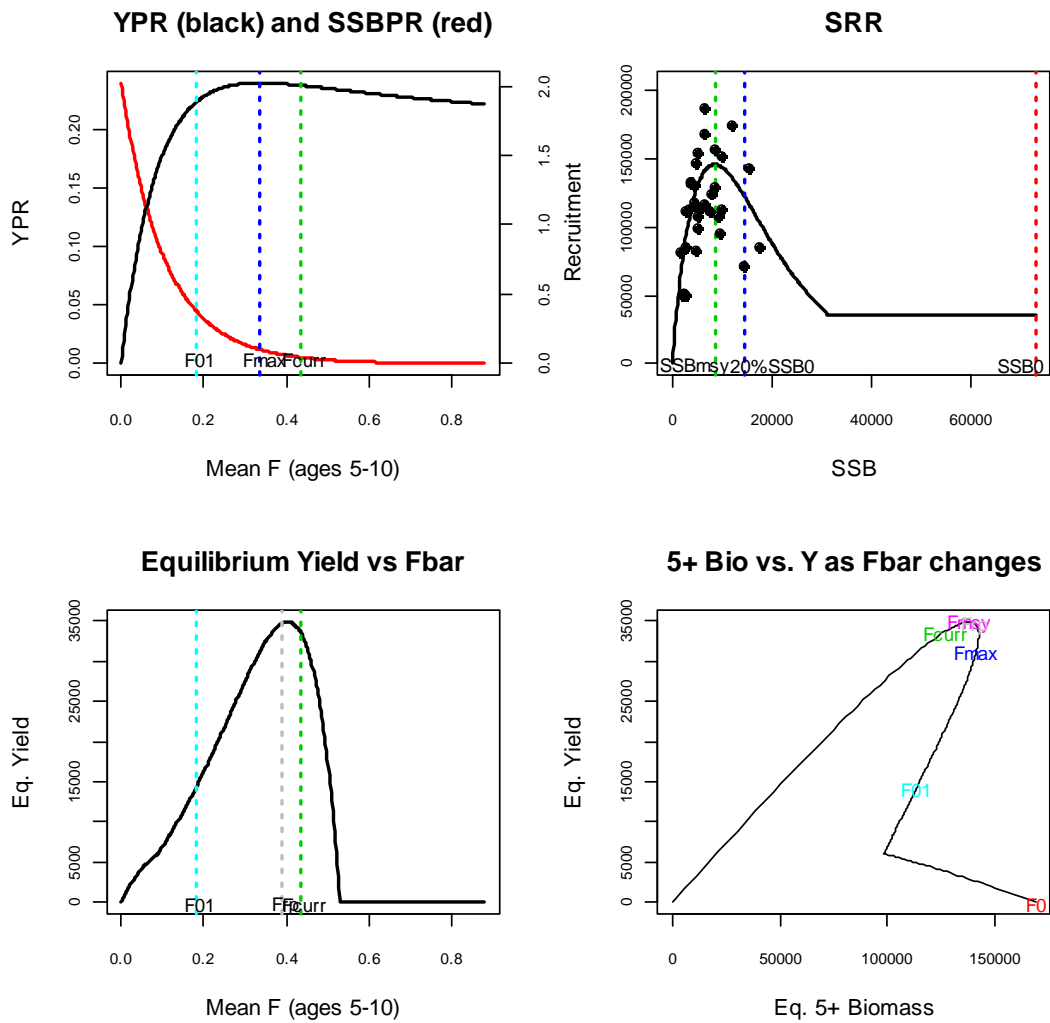 YPR (black) and SSBPR (red)
YPR
0.00 0.05 0.10 0.15 0.20
0.0 0.5 1.0 1.5 2.0
F01 Fmax Fcurr
0.0 0.2 0.4 0.6 0.8
Mean F (ages 5-10)
SRR
Recruitment
0 50000 100000 150000 200000
SSBmsy 20%SSB0 SSB0
0 20000 40000 60000
SSB
Equilibrium Yield vs Fbar
Eq. Yield
0 5000 15000 25000 35000
F01 Fcurr
0.0 0.2 0.4 0.6 0.8
Mean F (ages 5-10)
5+ Bio vs. Y as Fbar changes
Eq. Yield
0 5000 15000 25000 35000
Fmsy
Fcurr
Fmax
F01
F0
0 50000 100000 150000
Eq. 5+ Biomass